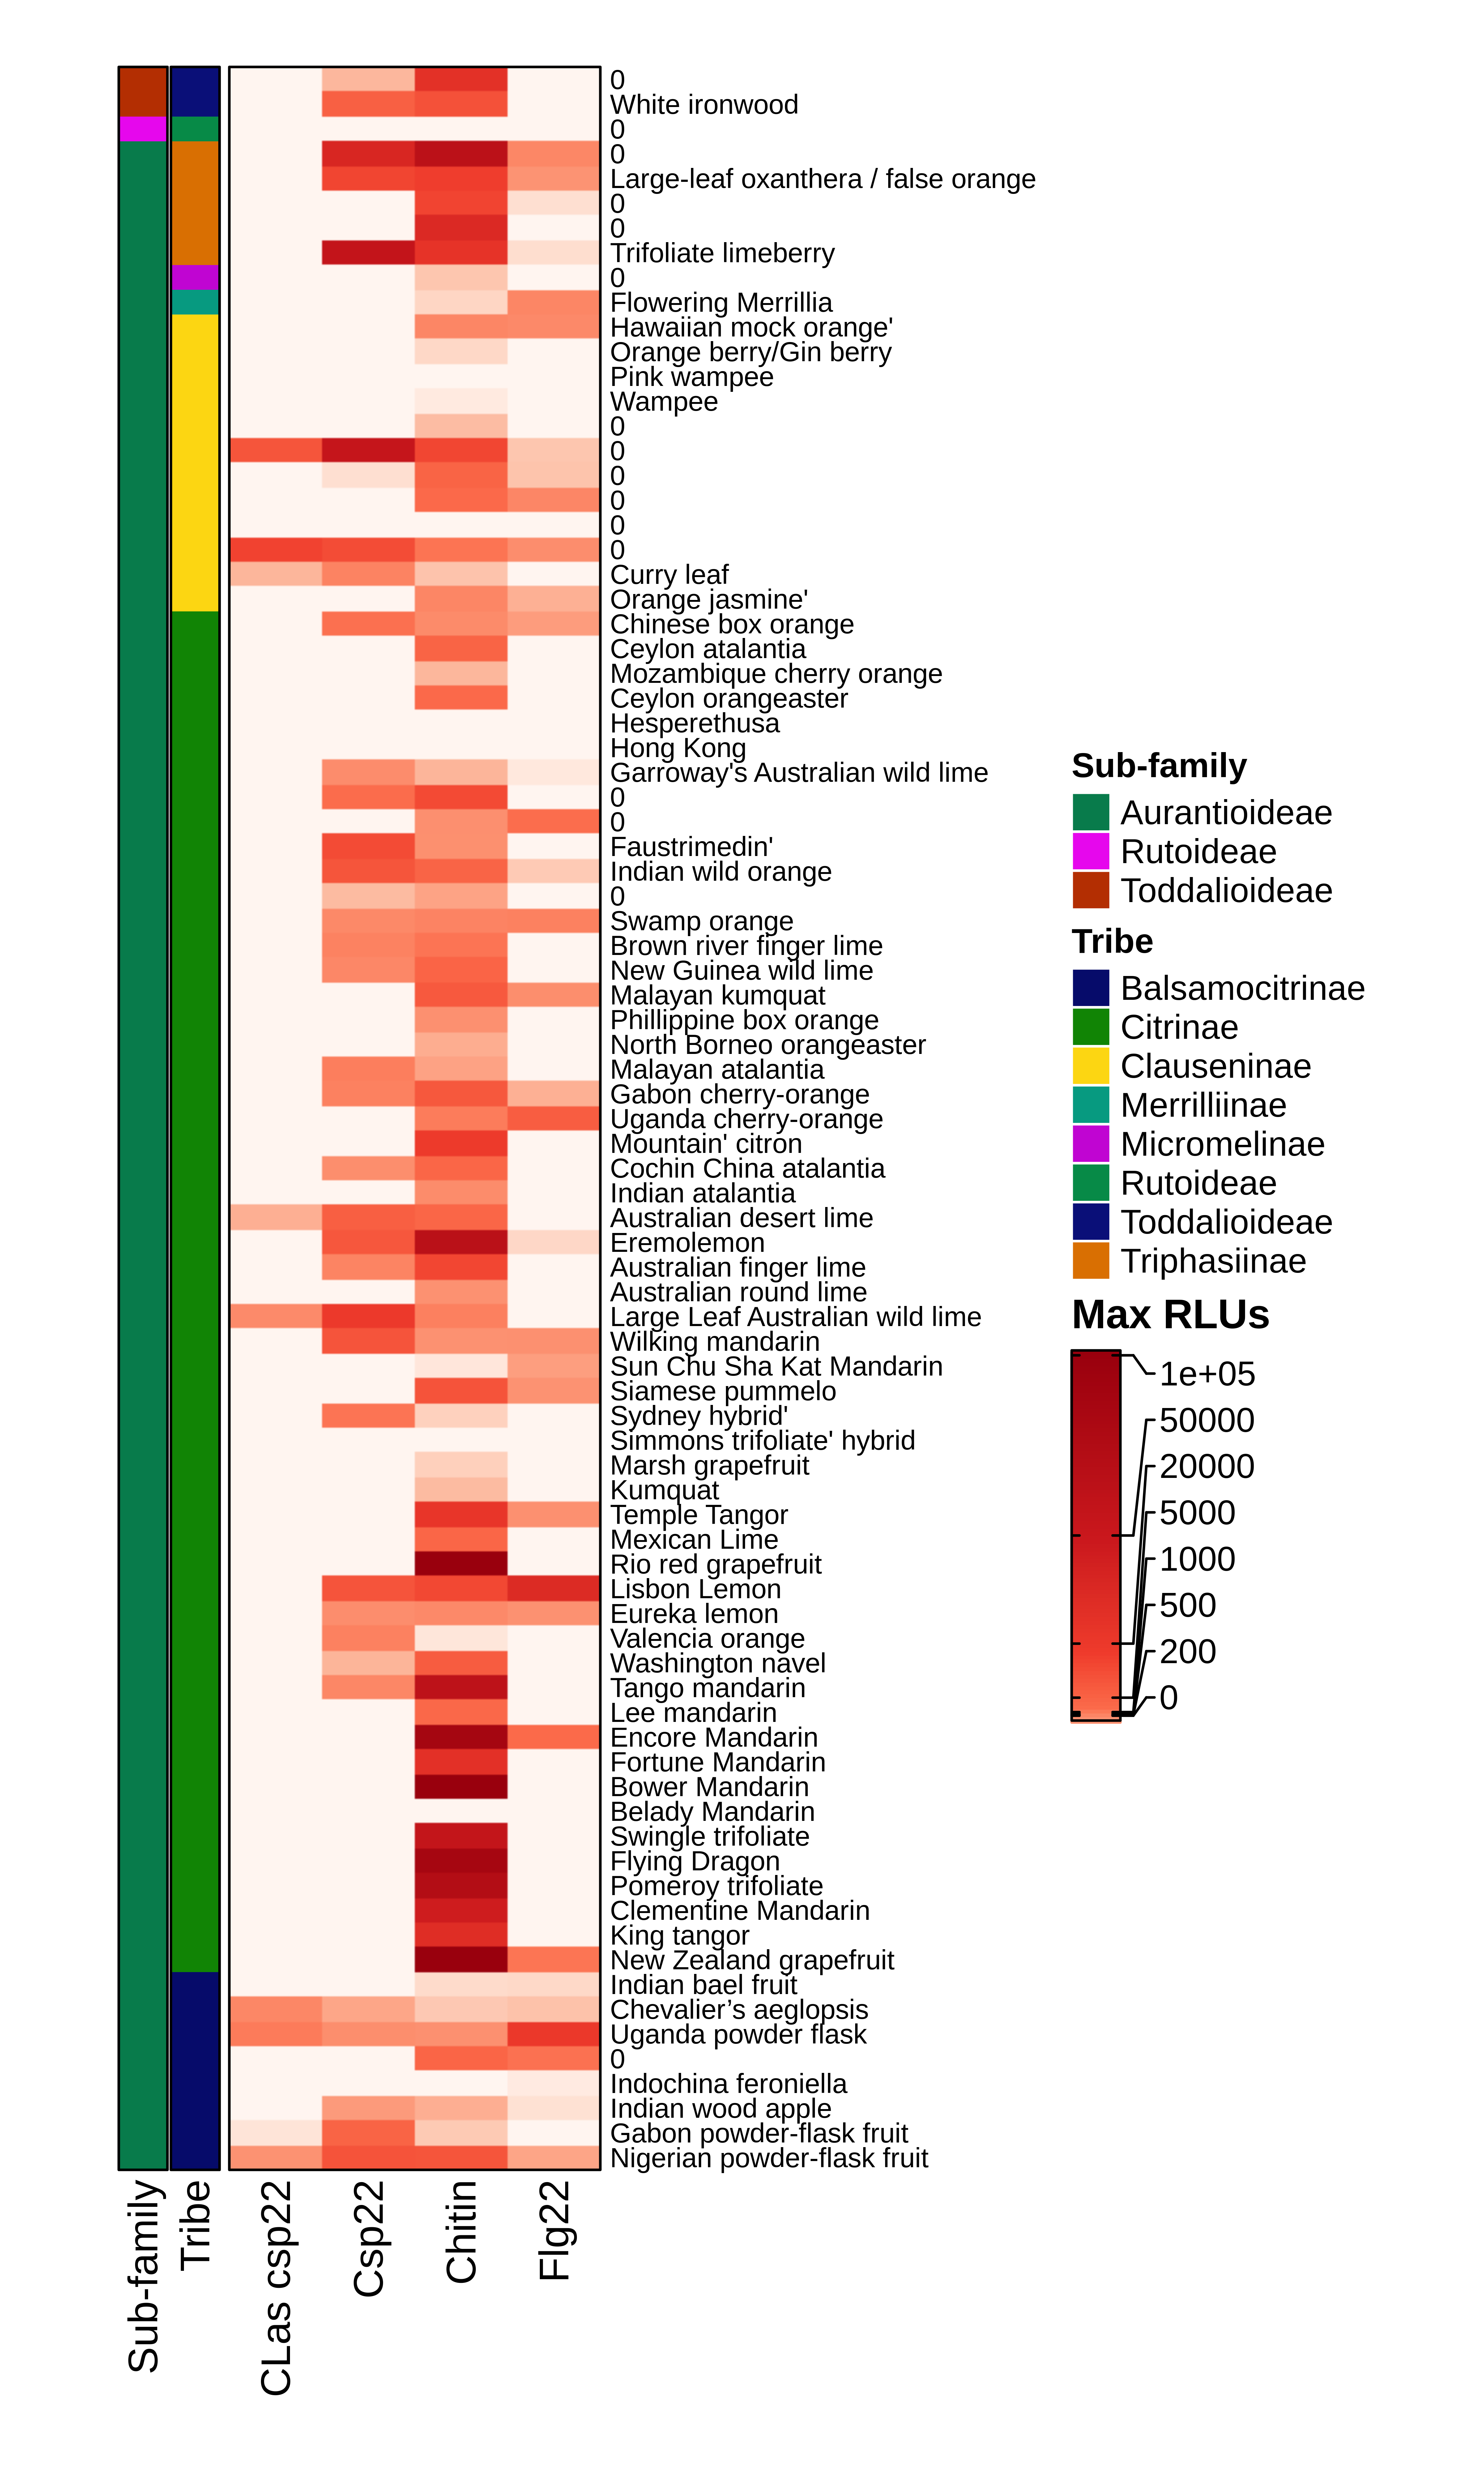 0
White ironwood
0
0
Large-leaf oxanthera / false orange
0
0
Trifoliate limeberry
0
Flowering Merrillia
Hawaiian mock orange'
Orange berry/Gin berry
Pink wampee
Wampee
0
0
0
0
0
0
Curry leaf
Orange jasmine'
Chinese box orange
Ceylon atalantia
Mozambique cherry orange
Ceylon orangeaster
Hesperethusa
Hong Kong
Garroway's Australian wild lime
0
0
Faustrimedin'
Indian wild orange
0
Swamp orange
Brown river finger lime
New Guinea wild lime
Malayan kumquat
Phillippine box orange
North Borneo orangeaster
Malayan atalantia
Gabon cherry-orange
Uganda cherry-orange
Mountain' citron
Cochin China atalantia
Indian atalantia
Australian desert lime
Eremolemon
Australian finger lime
Australian round lime
Large Leaf Australian wild lime
Wilking mandarin
Sun Chu Sha Kat Mandarin
Siamese pummelo
Sydney hybrid'
Simmons trifoliate' hybrid
Marsh grapefruit
Kumquat
Temple Tangor
Mexican Lime
Rio red grapefruit
Lisbon Lemon
Eureka lemon
Valencia orange
Washington navel
Tango mandarin
Lee mandarin
Encore Mandarin
Fortune Mandarin
Bower Mandarin
Belady Mandarin
Swingle trifoliate
Flying Dragon
Pomeroy trifoliate
Clementine Mandarin
King tangor
New Zealand grapefruit
Indian bael fruit
Chevalier’s aeglopsis
Uganda powder flask
0
Indochina feroniella
Indian wood apple
Gabon powder-flask fruit
Nigerian powder-flask fruit
Sub-family
Tribe
CLas csp22
Csp22
Chitin
Flg22
Sub-family
Aurantioideae
Rutoideae
Toddalioideae
Tribe
Balsamocitrinae
Citrinae
Clauseninae
Merrilliinae
Micromelinae
Rutoideae
Toddalioideae
Triphasiinae
Max RLUs
1e+05
50000
20000
5000
1000
500
200
0